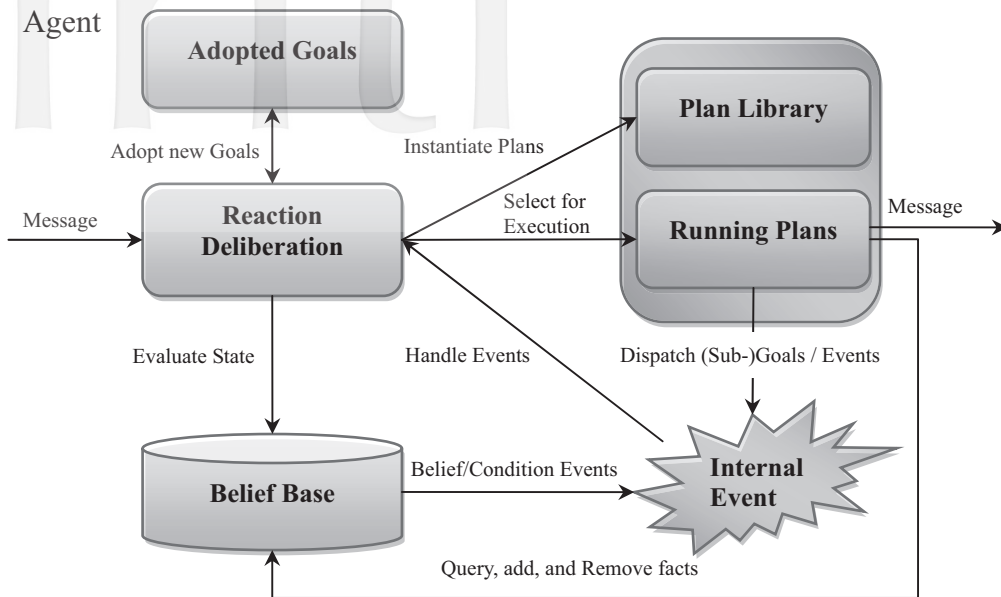 Agent
Adopted Goals
Plan Library
Adopt new Goals
Instantiate Plans
Message
Reaction
Deliberation
Select for
Execution
Running Plans
Message
Evaluate State
Handle Events
Dispatch (Sub-)Goals / Events
Belief Base
Belief/Condition Events
Internal
Event
Query, add, and Remove facts